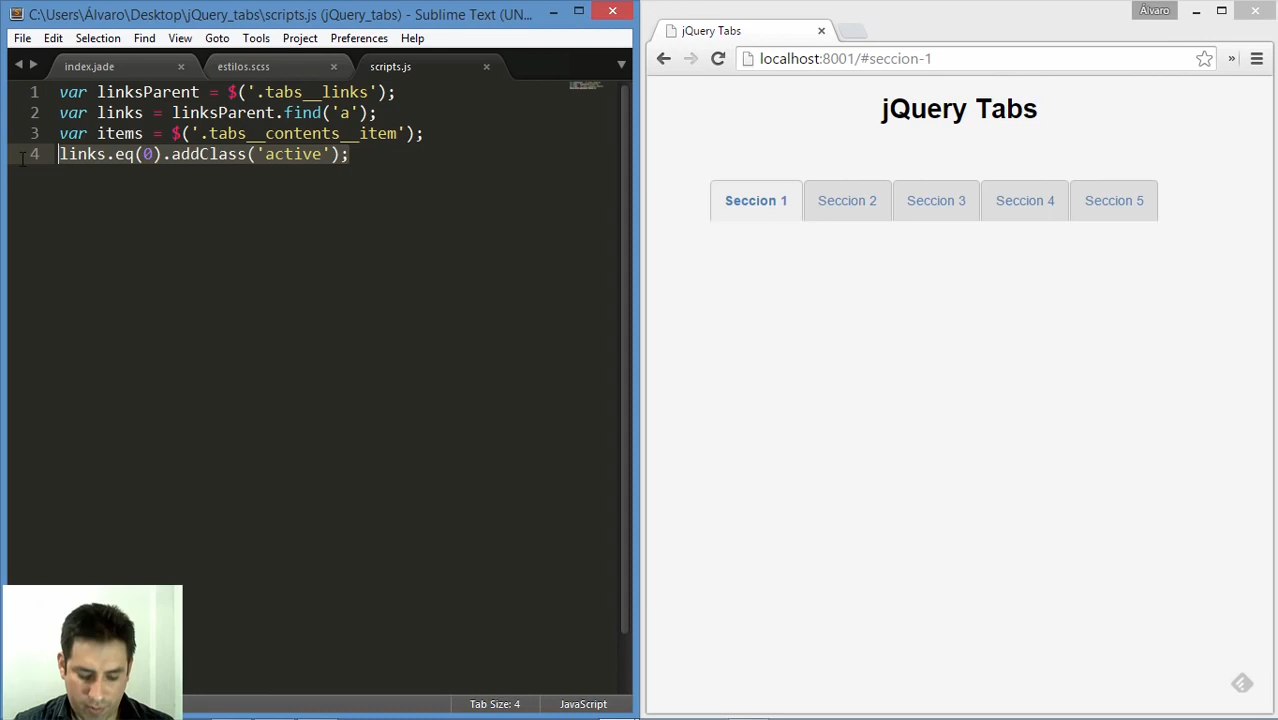 C:\Users\Álvaro\Desktop\jQuery_tabs\scripts.js (jQuery_tabs) - Sublime Text (UN...
File Edit Selection Find View Goto Tools Project Preferences Help
index.jade estilos.scss scripts.js
1 var linksParent = $('.tabs__links');
2 var links = linksParent.find('a');
3 var items = $('.tabs__contents__item');
4 links.eq(0).addClass('active');
Tab Size: 4 JavaScript
Álvaro
jQuery Tabs
localhost:8001/#seccion-1
jQuery Tabs
Seccion 1 Seccion 2 Seccion 3 Seccion 4 Seccion 5